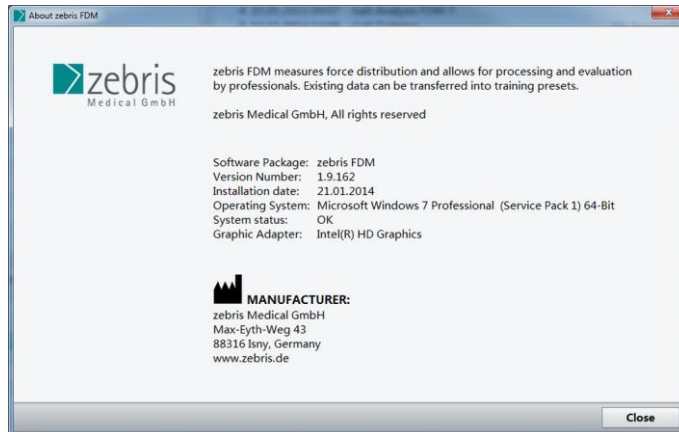 About zebris FDM
zebris
Medical GmbH
zebris FDM measures force distribution and allows for processing and evaluation
by professionals. Existing data can be transferred into training presets.
zebris Medical GmbH, All rights reserved
Software Package: zebris FDM
Version Number: 1.9.162
Installation date: 21.01.2014
Operating System: Microsoft Windows 7 Professional (Service Pack 1) 64-Bit
System status: OK
Graphic Adapter: Intel(R) HD Graphics
MANUFACTURER:
zebris Medical GmbH
Max-Eyth-Weg 43
88316 Isny, Germany
www.zebris.de
Close